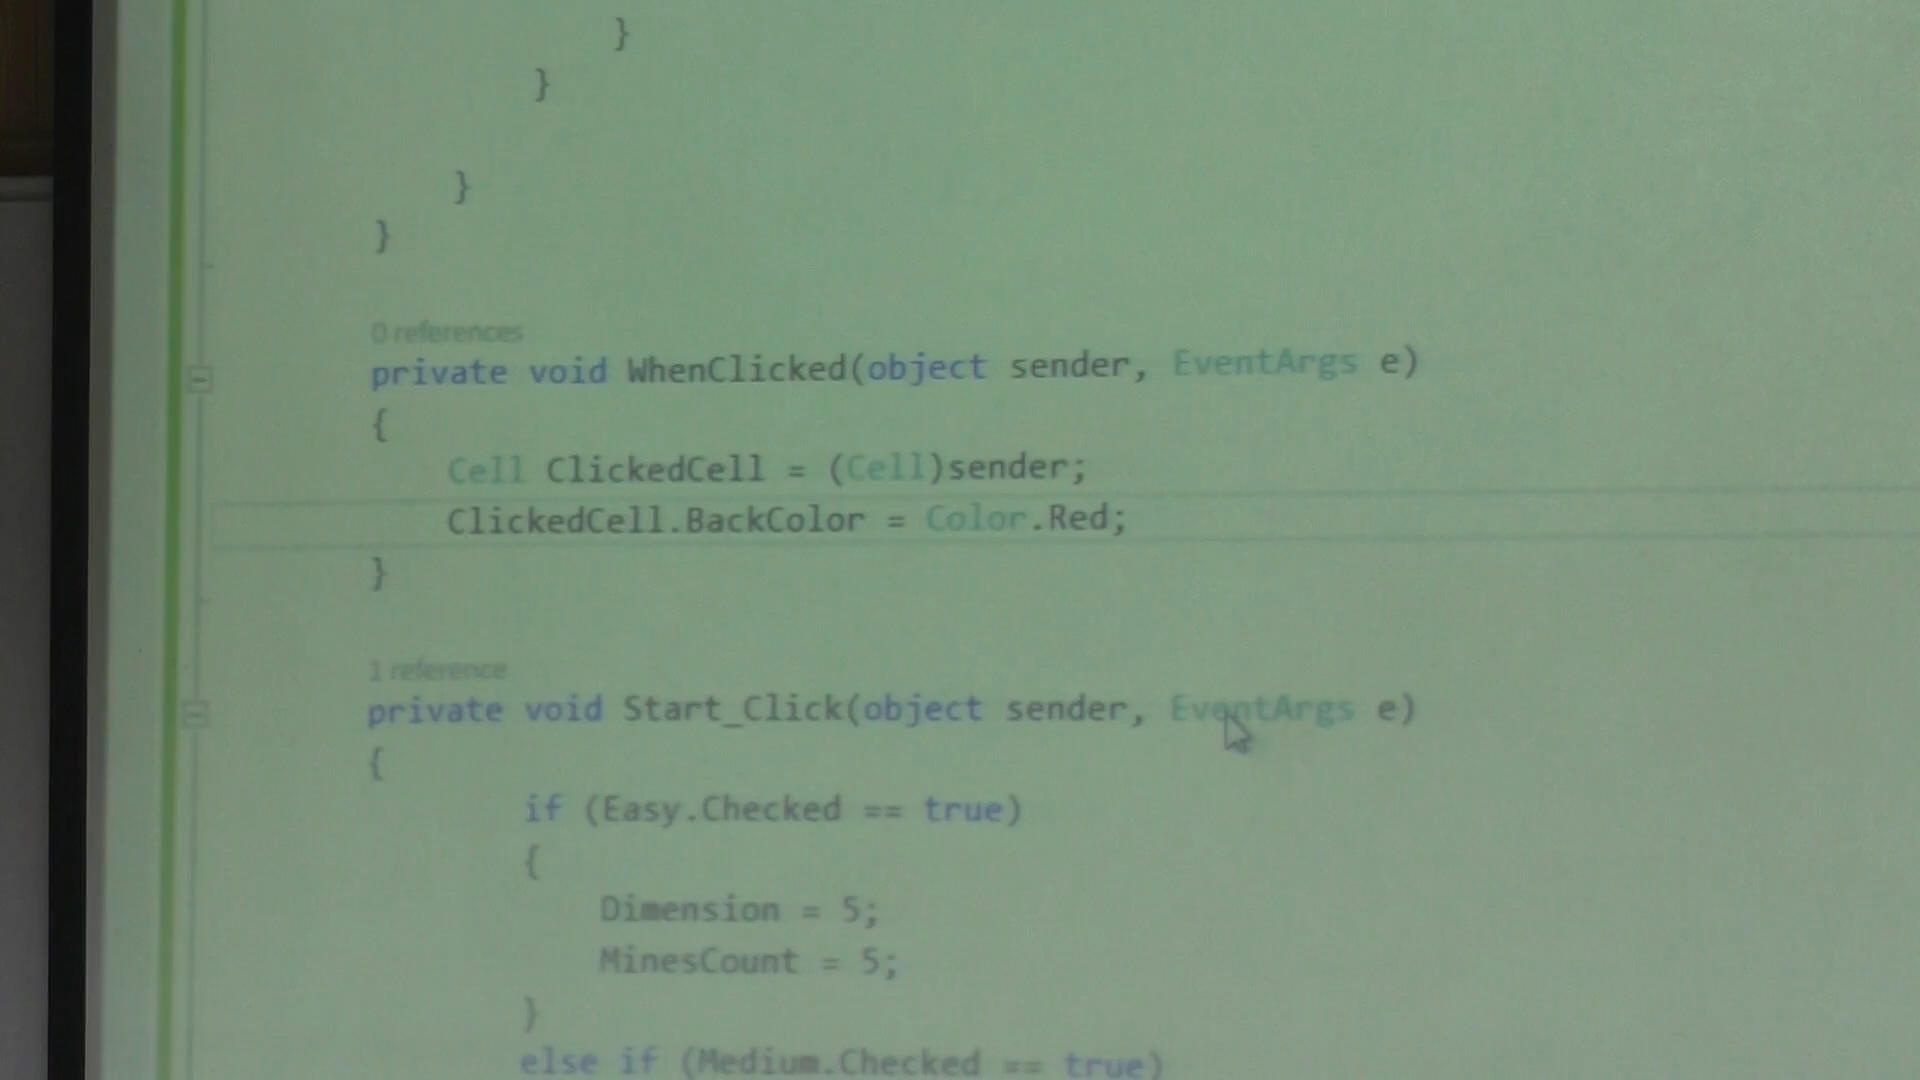 }
}
}
}
0 references
private void WhenClicked(object sender, EventArgs e)
{
Cell ClickedCell = (Cell)sender;
ClickedCell.BackColor = Color.Red;
}
1 reference
private void Start_Click(object sender, EventArgs e)
{
if (Easy.Checked == true)
{
Dimension = 5;
MinesCount = 5;
}
else if (Medium.Checked == true)